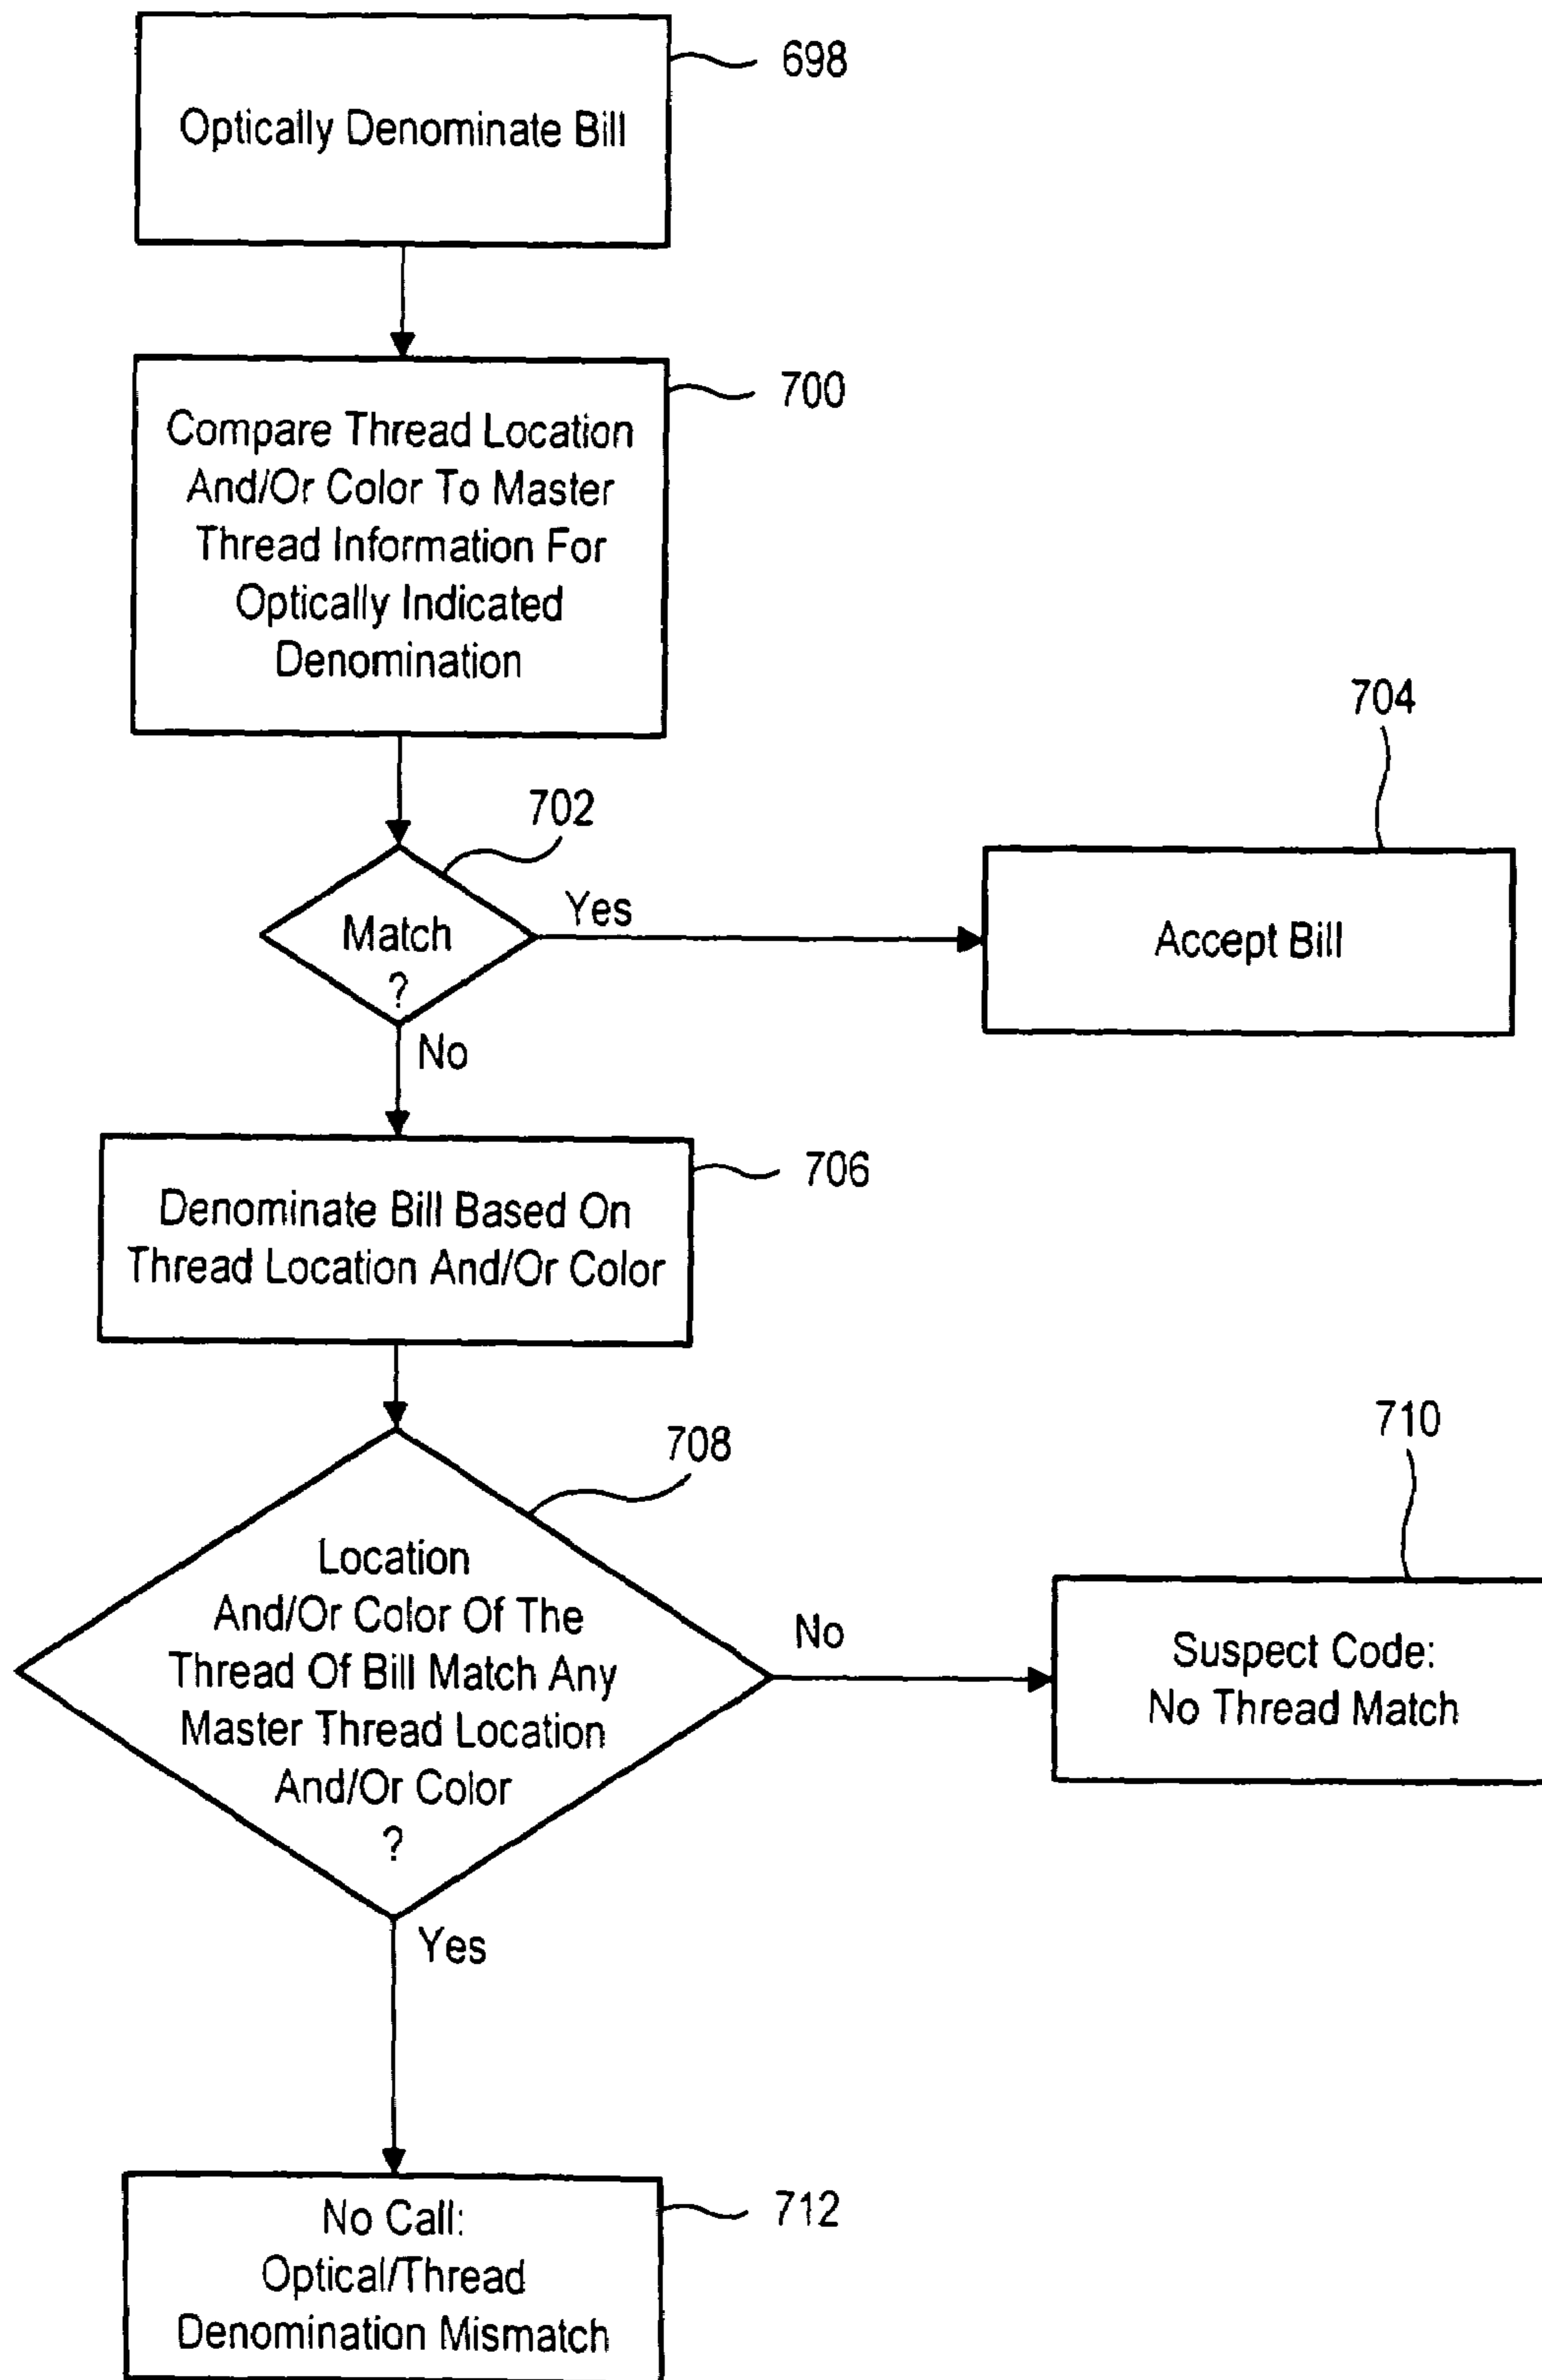 698
Optically Denominate Bill
700
Compare Thread Location
And/Or Color To Master
Thread Information For
Optically Indicated
Denomination
704
702
Match
?
Yes
Accept Bill
No
706
Denominate Bill Based On
Thread Location And/Or Color
708
710
Location
And/Or Color Of The
Thread Of Bill Match Any
Master Thread Location
And/Or Color
?
No
Suspect Code:
No Thread Match
Yes
712
No Call:
Optical/Thread
Denomination Mismatch